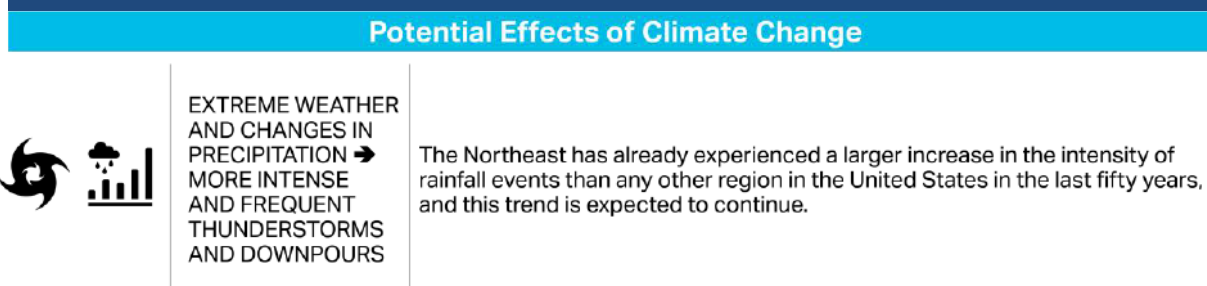 Potential Effects of Climate Change
EXTREME WEATHER
AND CHANGES IN
PRECIPITATION ➔
MORE INTENSE
AND FREQUENT
THUNDERSTORMS
AND DOWNPOURS
The Northeast has already experienced a larger increase in the intensity of
rainfall events than any other region in the United States in the last fifty years,
and this trend is expected to continue.